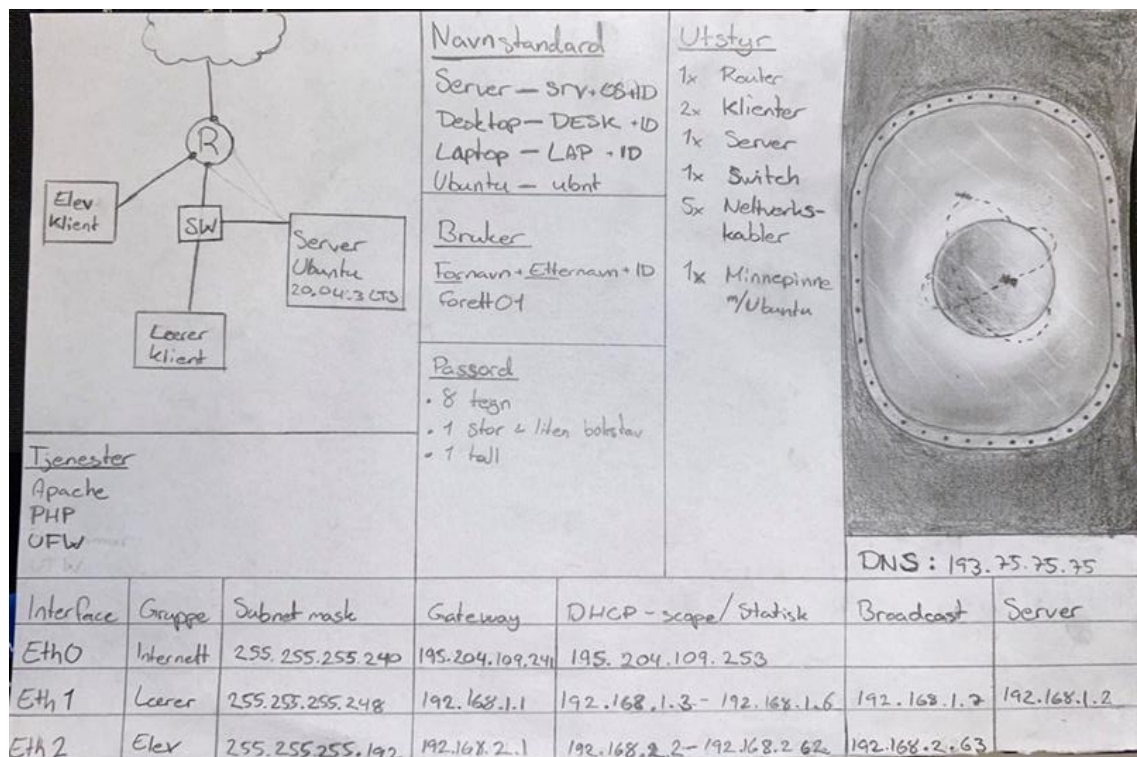 R
Elev
Klient
SW
Server
Ubuntu
20.04.3 LTS
Lærer
Klient
Tjenester
Apache
PHP
UFW
Navnstandard
Server — srv+OS+ID
Desktop — DESK +ID
Laptop — LAP +ID
Ubuntu — ubnt
Bruker
Fornavn + Etternavn + ID
ForEtt01
Passord
• 8 tegn
• 1 stor & liten bokstav
• 1 tall
Utstyr
1x Router
2x Klienter
1x Server
1x Switch
5x Nettverks-
kabler
1x Minnepinne
m/Ubuntu
DNS: 193.75.75.75
Interface Gruppe Subnet mask Gateway DHCP-scope/Statisk Broadcast Server
Eth0 Internett 255.255.255.240 195.204.109.241 195.204.109.253
Eth1 Lærer 255.255.255.248 192.168.1.1 192.168.1.3 - 192.168.1.6 192.168.1.7 192.168.1.2
Eth2 Elev 255.255.255.192 192.168.2.1 192.168.2.2 - 192.168.2.62 192.168.2.63